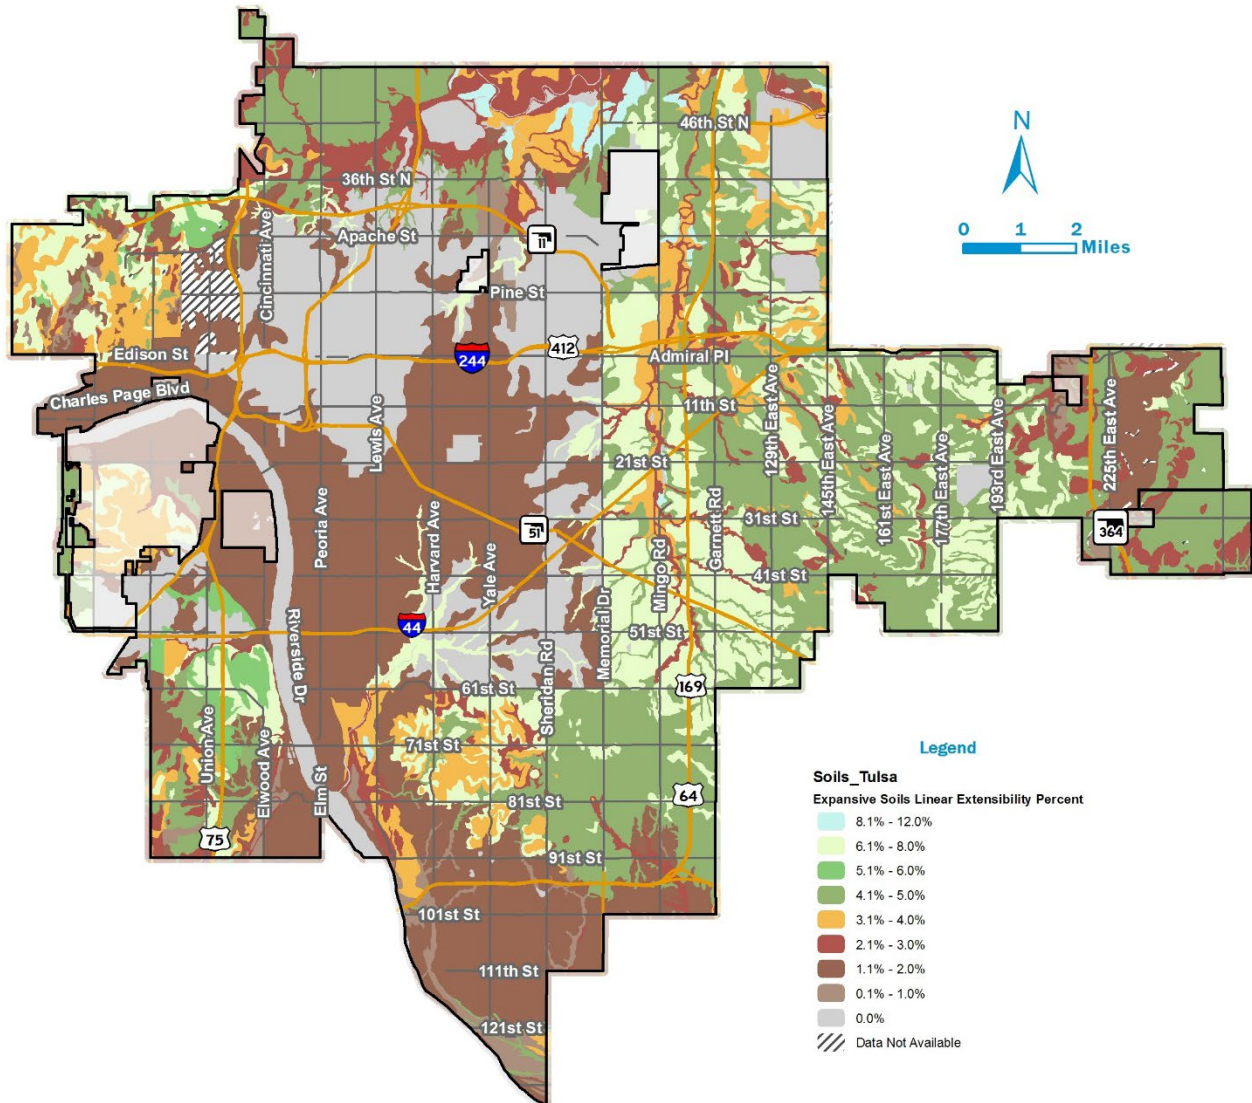 N
46th St N
0 1 2
Miles
36th St N
Cincinnati Ave
Apache St
11
Pine St
Edison St
244
412
Admiral Pl
Charles Page Blvd
11th St
Lewis Ave
129th East Ave
145th East Ave
161st East Ave
177th East Ave
193rd East Ave
225th East Ave
21st St
Peoria Ave
Harvard Ave
Yale Ave
51
Mingo Rd
Garnett Rd
31st St
364
41st St
44
Riverside Dr
Sheridan Rd
Memorial Dr
51st St
61st St
169
Union Ave
Elwood Ave
Elm St
71st St
64
81st St
75
91st St
101st St
111th St
121st St
Legend
Soils_Tulsa
Expansive Soils Linear Extensibility Percent
8.1% - 12.0%
6.1% - 8.0%
5.1% - 6.0%
4.1% - 5.0%
3.1% - 4.0%
2.1% - 3.0%
1.1% - 2.0%
0.1% - 1.0%
0.0%
Data Not Available